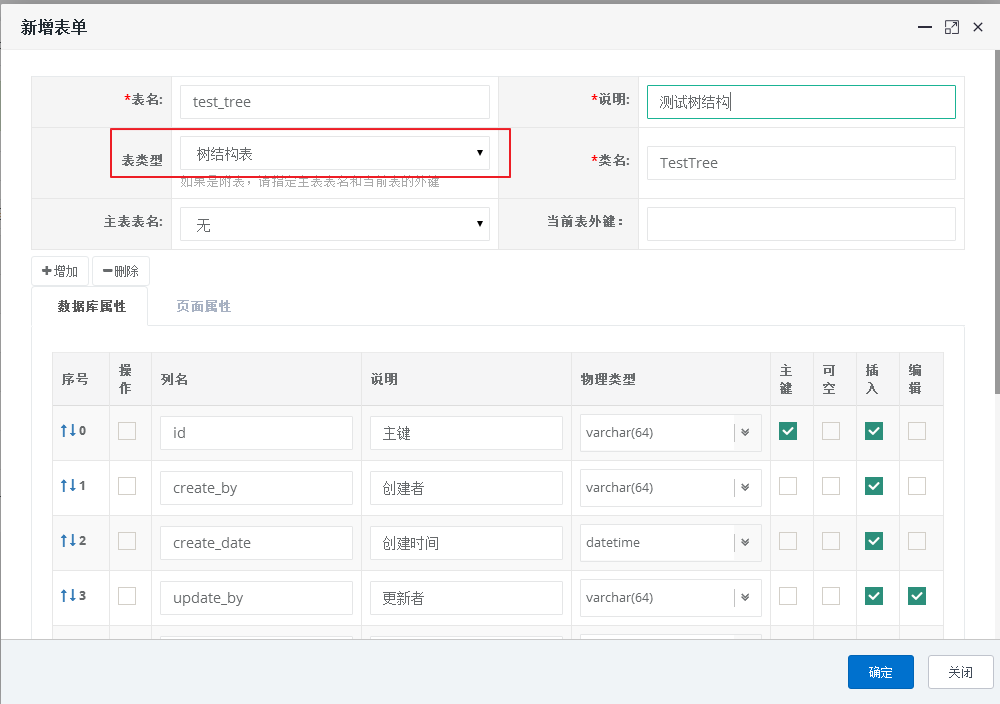 新增表单
*表名: test_tree *说明: 测试树结构
表类型 树结构表 *类名: TestTree
如果是附表，请指定主表表名和当前表的外键
主表表名: 无 当前表外键：
增加 删除
数据库属性 页面属性
序号 操作 列名 说明 物理类型 主键 可空 插入 编辑
0 id 主键 varchar(64)
1 create_by 创建者 varchar(64)
2 create_date 创建时间 datetime
3 update_by 更新者 varchar(64)
确定 关闭